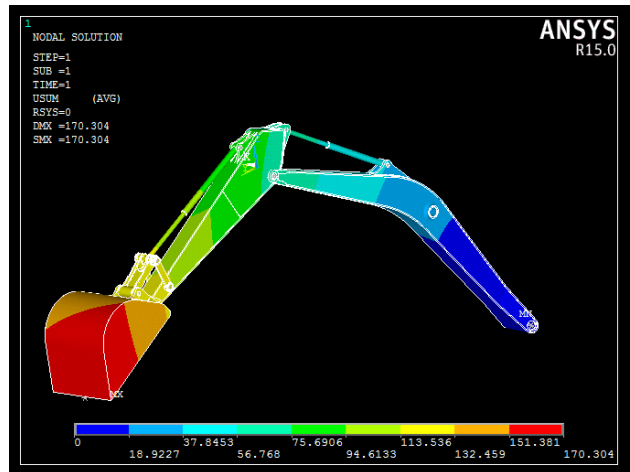 1
NODAL SOLUTION
ANSYS
R15.0
STEP=1
SUB =1
TIME=1
USUM (AVG)
RSYS=0
DMX =170.304
SMX =170.304
MN
MX
0
18.9227
37.8453
56.768
75.6906
94.6133
113.536
132.459
151.381
170.304